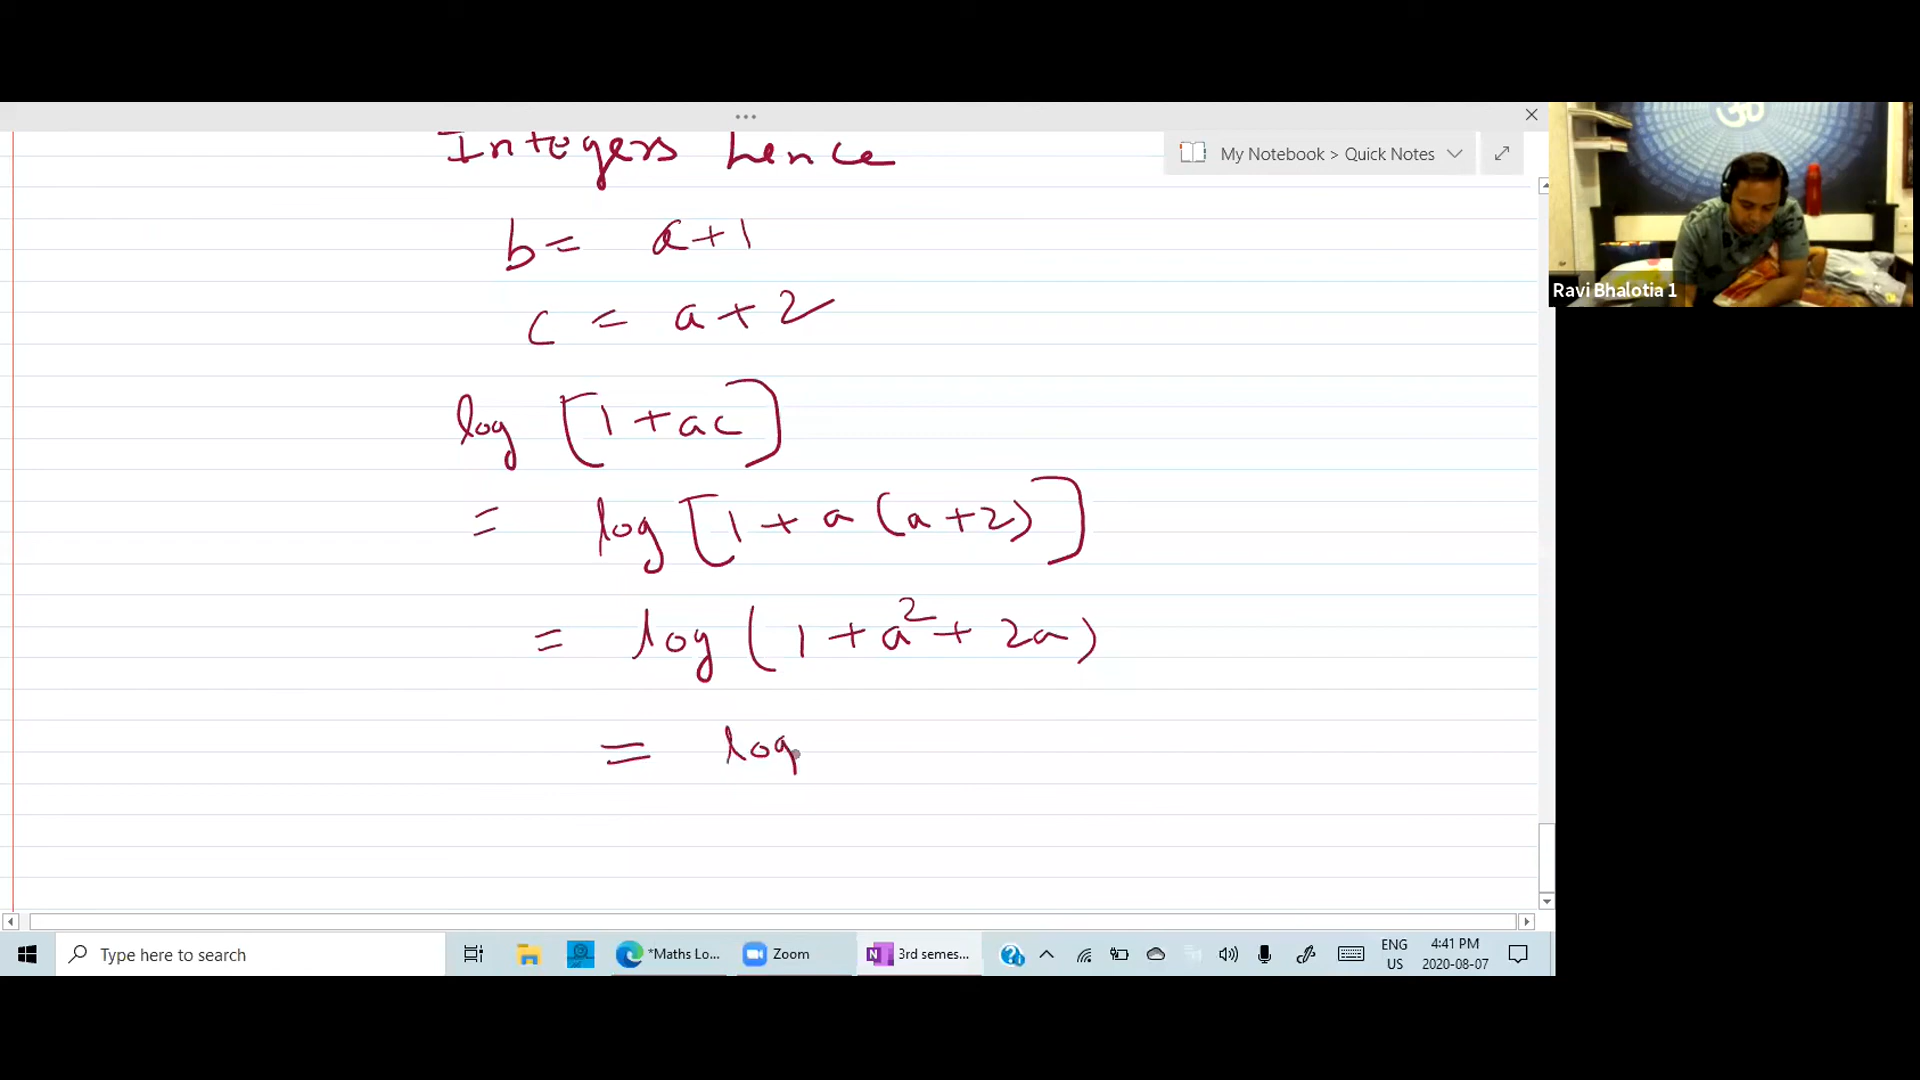 Integers hence
My Notebook > Quick Notes
b = a+1
c = a+2
log [1+ac]
= log [1 + a (a+2)]
= log (1 + a² + 2a)
= log
Ravi Bhalotia 1
Type here to search
*Maths Lo...
Zoom
3rd semes...
ENG
US
4:41 PM
2020-08-07